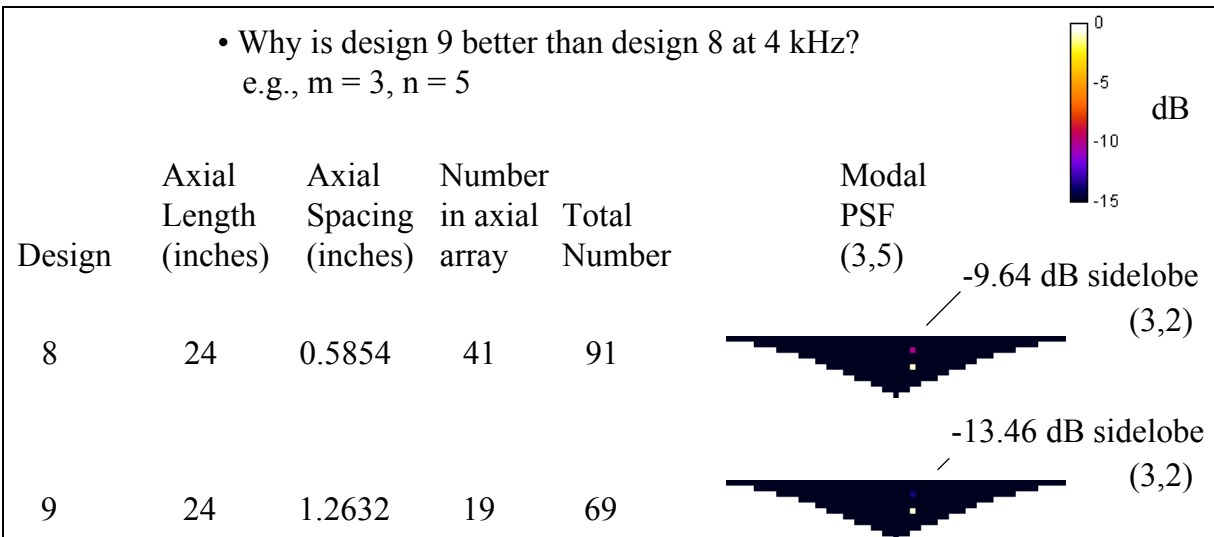 • Why is design 9 better than design 8 at 4 kHz?
e.g., m = 3, n = 5
0
-5
-10
-15
dB
Design
Axial
Length
(inches)
Axial
Spacing
(inches)
Number
in axial
array
Total
Number
Modal
PSF
(3,5)
-9.64 dB sidelobe
(3,2)
8 24 0.5854 41 91
-13.46 dB sidelobe
(3,2)
9 24 1.2632 19 69